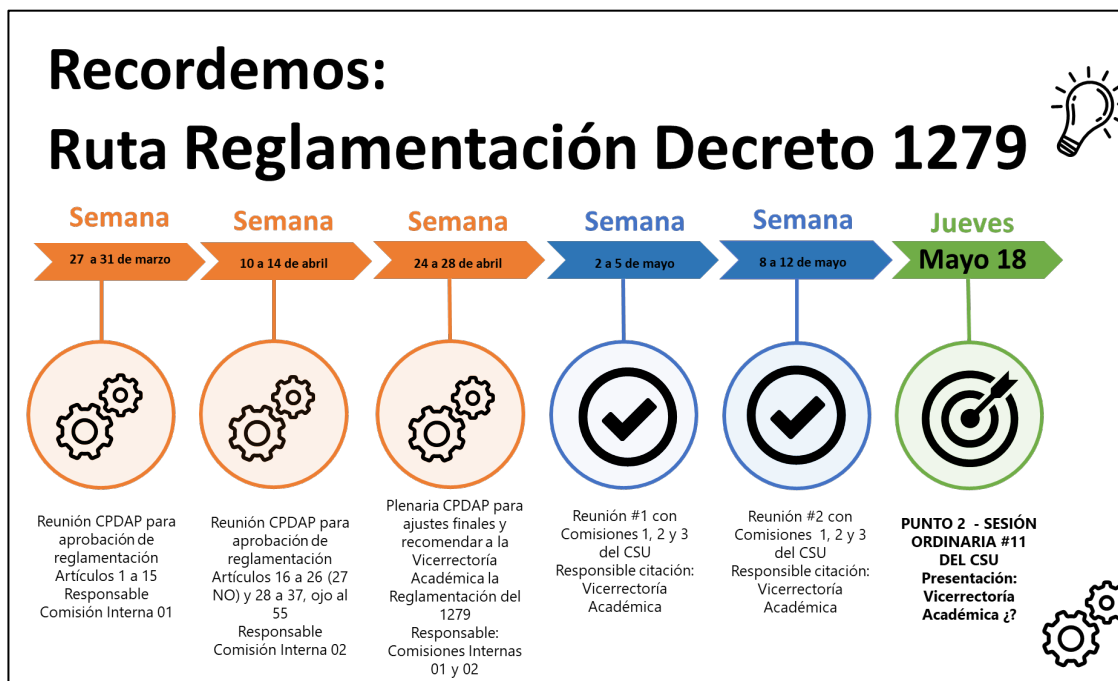 Recordemos:
Ruta Reglamentación Decreto 1279
Semana
27 a 31 de marzo
Reunión CPDAP para
aprobación de
reglamentación
Artículos 1 a 15
Responsable
Comisión Interna 01
Semana
10 a 14 de abril
Reunión CPDAP para
aprobación de
reglamentación
Artículos 16 a 26 (27
NO) y 28 a 37, ojo al
55
Responsable
Comisión Interna 02
Semana
24 a 28 de abril
Plenaria CPDAP para
ajustes finales y
recomendar a la
Vicerrectoría
Académica la
Reglamentación del
1279
Responsable:
Comisiones Internas
01 y 02
Semana
2 a 5 de mayo
Reunión #1 con
Comisiones 1, 2 y 3
del CSU
Responsible citación:
Vicerrectoría
Académica
Semana
8 a 12 de mayo
Reunión #2 con
Comisiones 1, 2 y 3
del CSU
Responsible citación:
Vicerrectoría
Académica
Jueves
Mayo 18
PUNTO 2 - SESIÓN
ORDINARIA #11
DEL CSU
Presentación:
Vicerrectoría
Académica ¿?